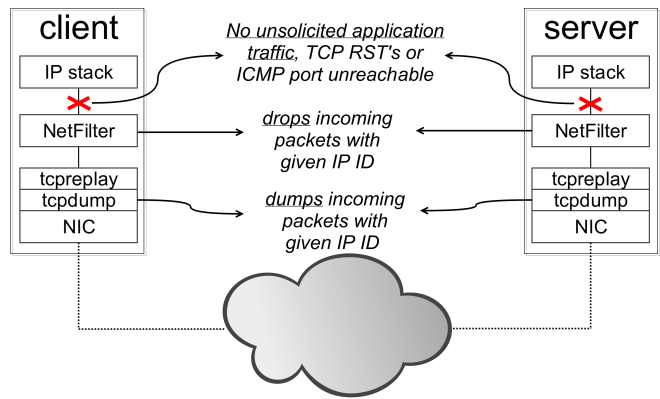 client
server
No unsolicited application
traffic, TCP RST's or
ICMP port unreachable
IP stack
IP stack
NetFilter
NetFilter
drops incoming
packets with
given IP ID
tcpreplay
tcpdump
NIC
tcpreplay
tcpdump
NIC
dumps incoming
packets with
given IP ID